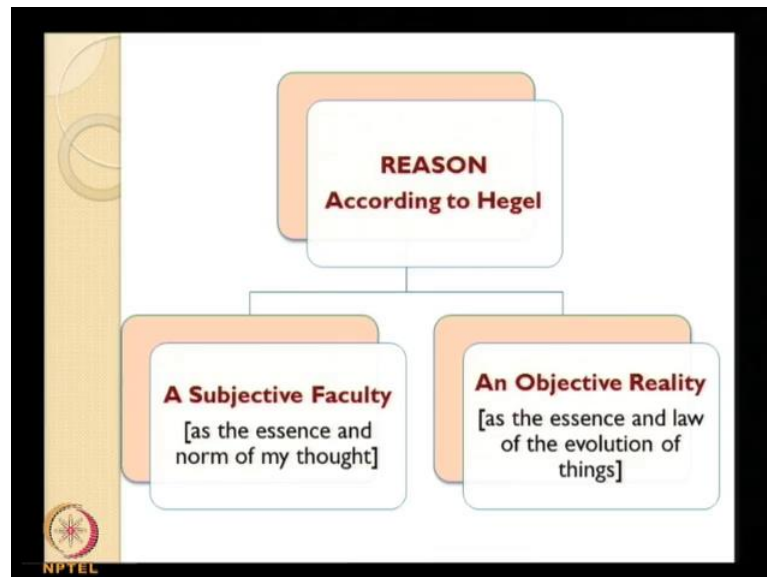 REASON
According to Hegel
A Subjective Faculty
[as the essence and
norm of my thought]
An Objective Reality
[as the essence and law
of the evolution of
things]
NPTEL